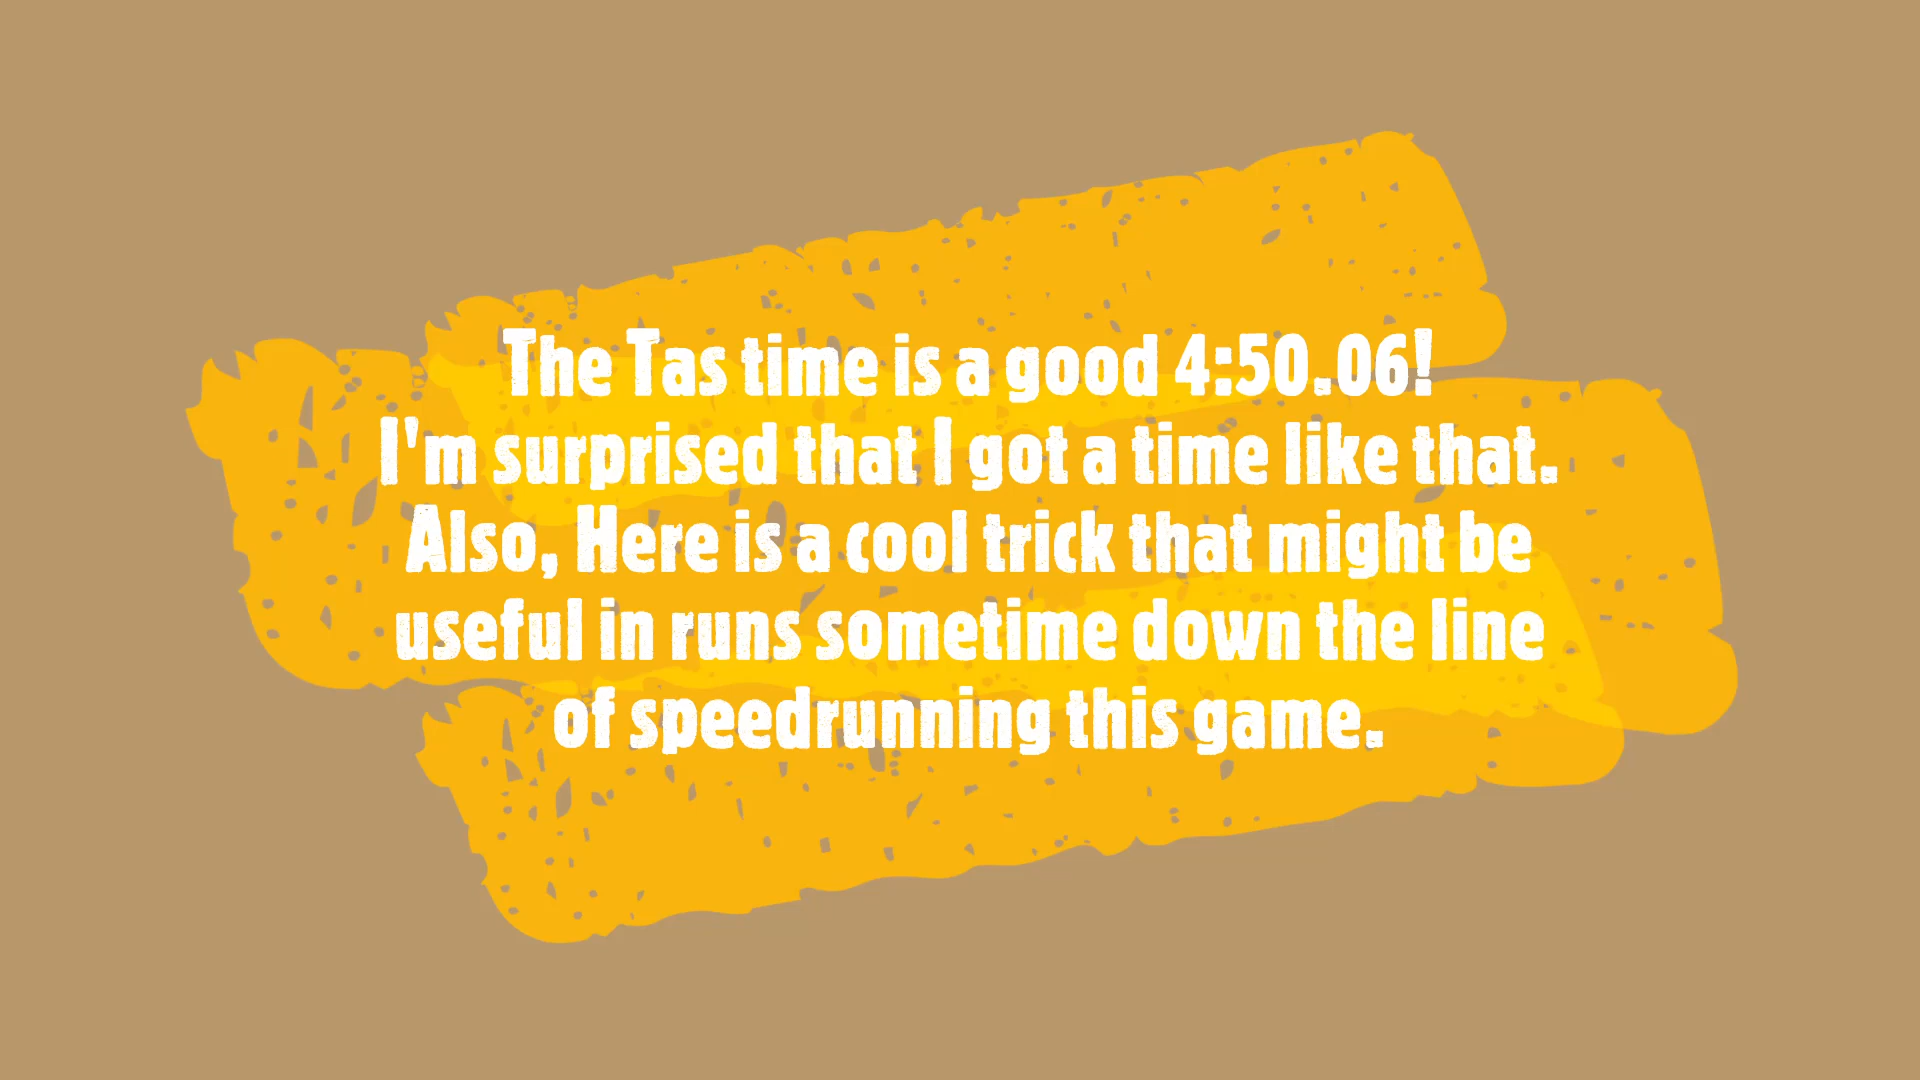 The Tas time is a good 4:50.06!
I'm surprised that I got a time like that.
Also, Here is a cool trick that might be
useful in runs sometime down the line
of speedrunning this game.